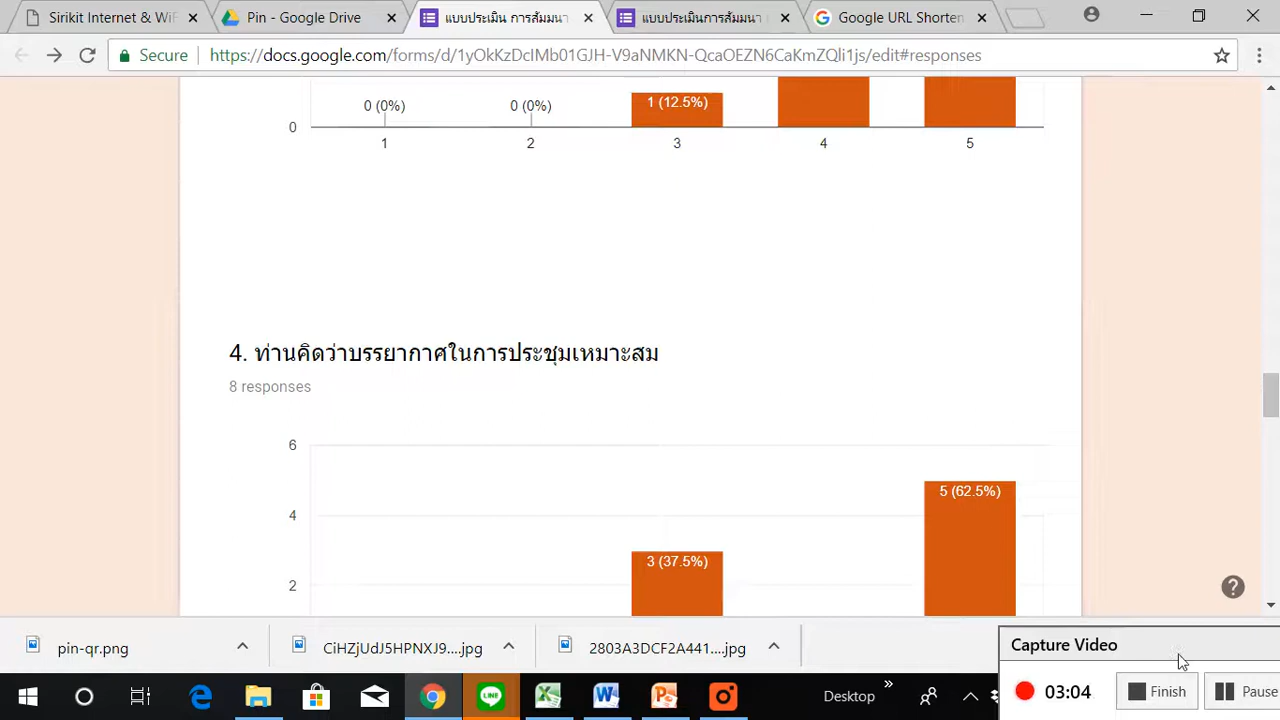 Sirikit Internet & WiF
Pin - Google Drive
แบบประเมิน การสัมมนา
แบบประเมินการสัมมนา
Google URL Shorten
Secure
https://docs.google.com/forms/d/1yOkKzDcIMb01GJH-V9aNMKN-QcaOEZN6CaKmZQli1js/edit#responses
0 (0%)
0 (0%)
1 (12.5%)
0
1
2
3
4
5
4. ท่านคิดว่าบรรยากาศในการประชุมเหมาะสม
8 responses
6
5 (62.5%)
4
3 (37.5%)
2
pin-qr.png
CiHZjUdJ5HPNXJ9....jpg
2803A3DCF2A441....jpg
Capture Video
Desktop
03:04
Finish
Pause